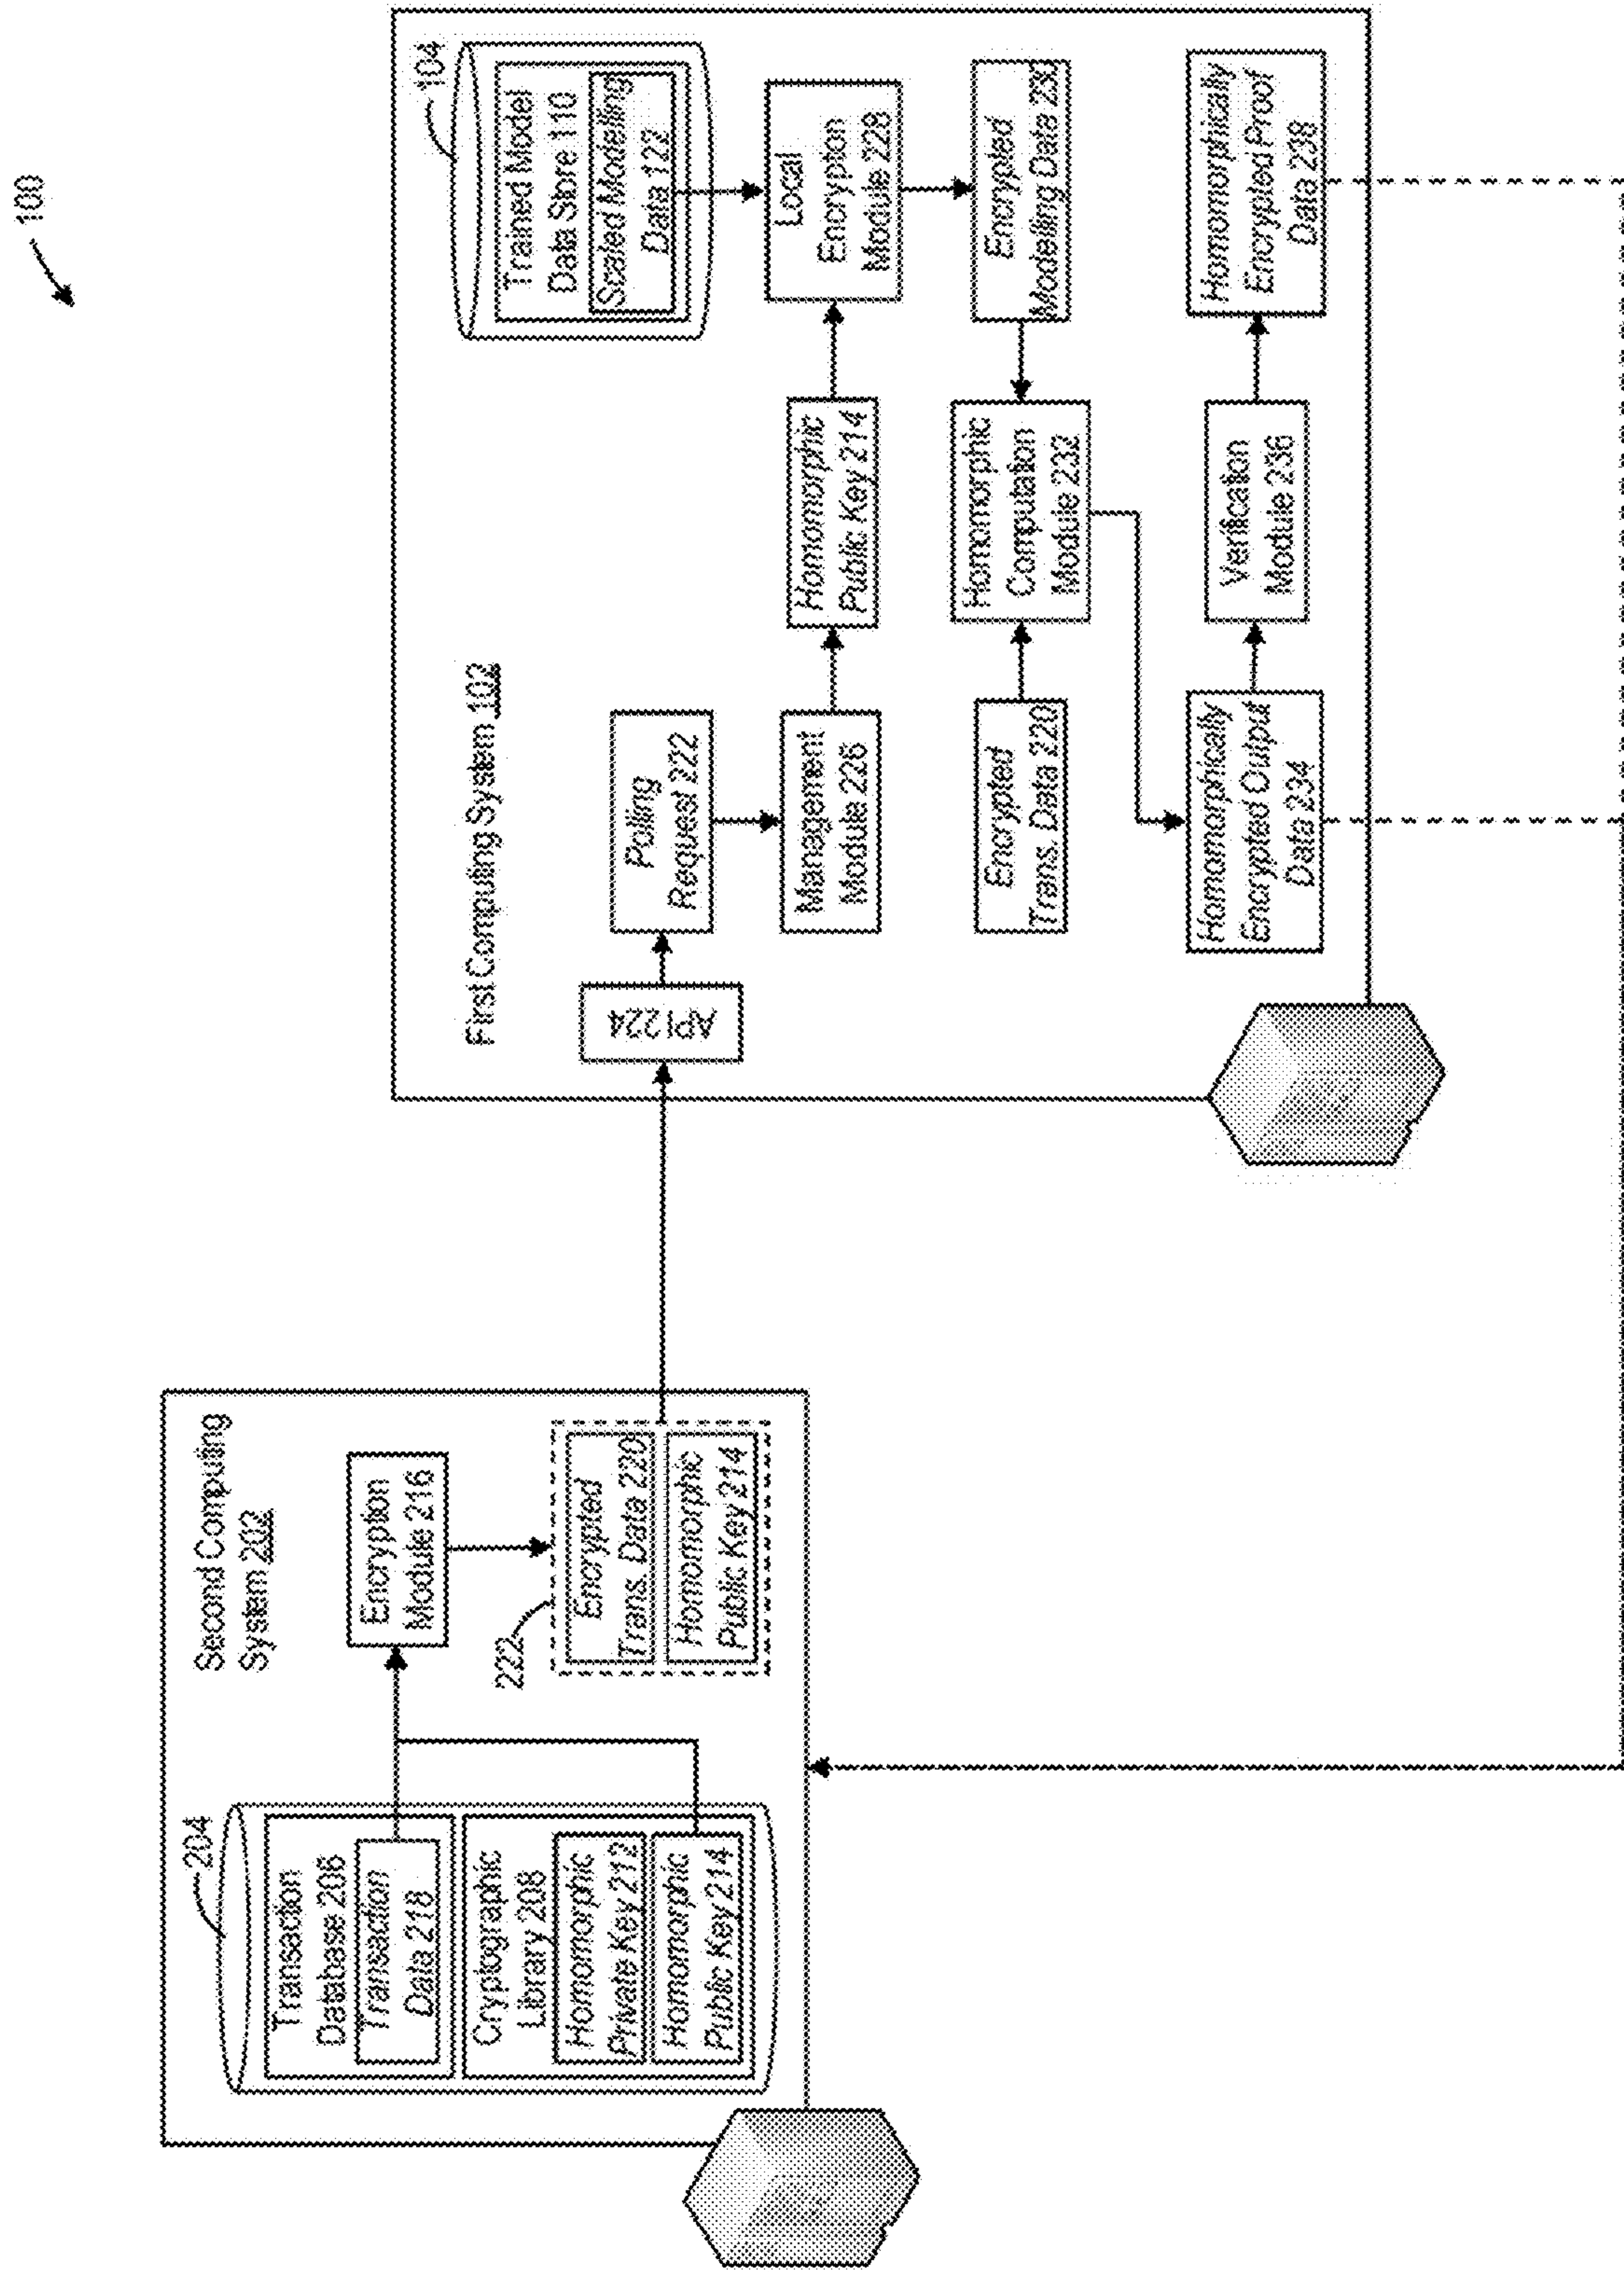 100
Second Computing
System 202
204
Transaction
Database 206
Transaction
Data 218
Cryptographic
Library 208
Homomorphic
Private Key 212
Homomorphic
Public Key 214
Encryption
Module 216
222
Encrypted
Trans. Data 220
Homomorphic
Public Key 214
First Computing System 102
API 224
Polling
Request 222
Management
Module 226
Homomorphic
Public Key 214
104
Trained Model
Data Store 110
Scaled Modelling
Data 122
Local
Encrypton
Module 228
Encrypted
Modelling Data 230
Encrypted
Trans. Data 220
Homomorphic
Computation
Module 232
Homomorphically
Encrypted Output
Data 234
Verification
Module 236
Homomorphically
Encrypted Proof
Data 238